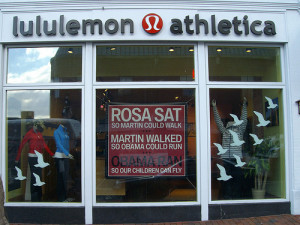 lululemon athletica
ROSA SAT
SO MARTIN COULD WALK
MARTIN WALKED
SO OBAMA COULD RUN
OBAMA RAN
SO OUR CHILDREN CAN FLY